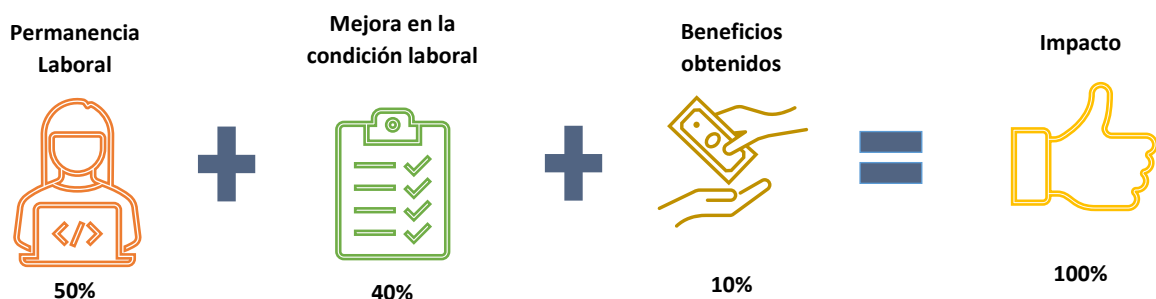 Permanencia
Laboral
Mejora en la
condición laboral
Beneficios
obtenidos
Impacto
</>
50%
40%
10%
100%